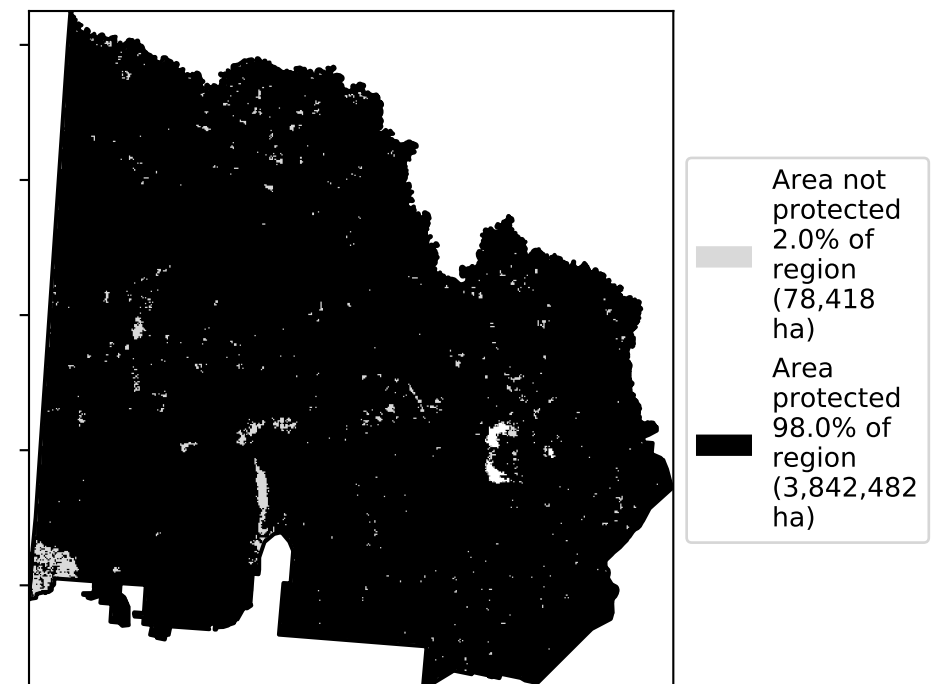 Area not
protected
2.0% of
region
(78,418
ha)
Area
protected
98.0% of
region
(3,842,482
ha)